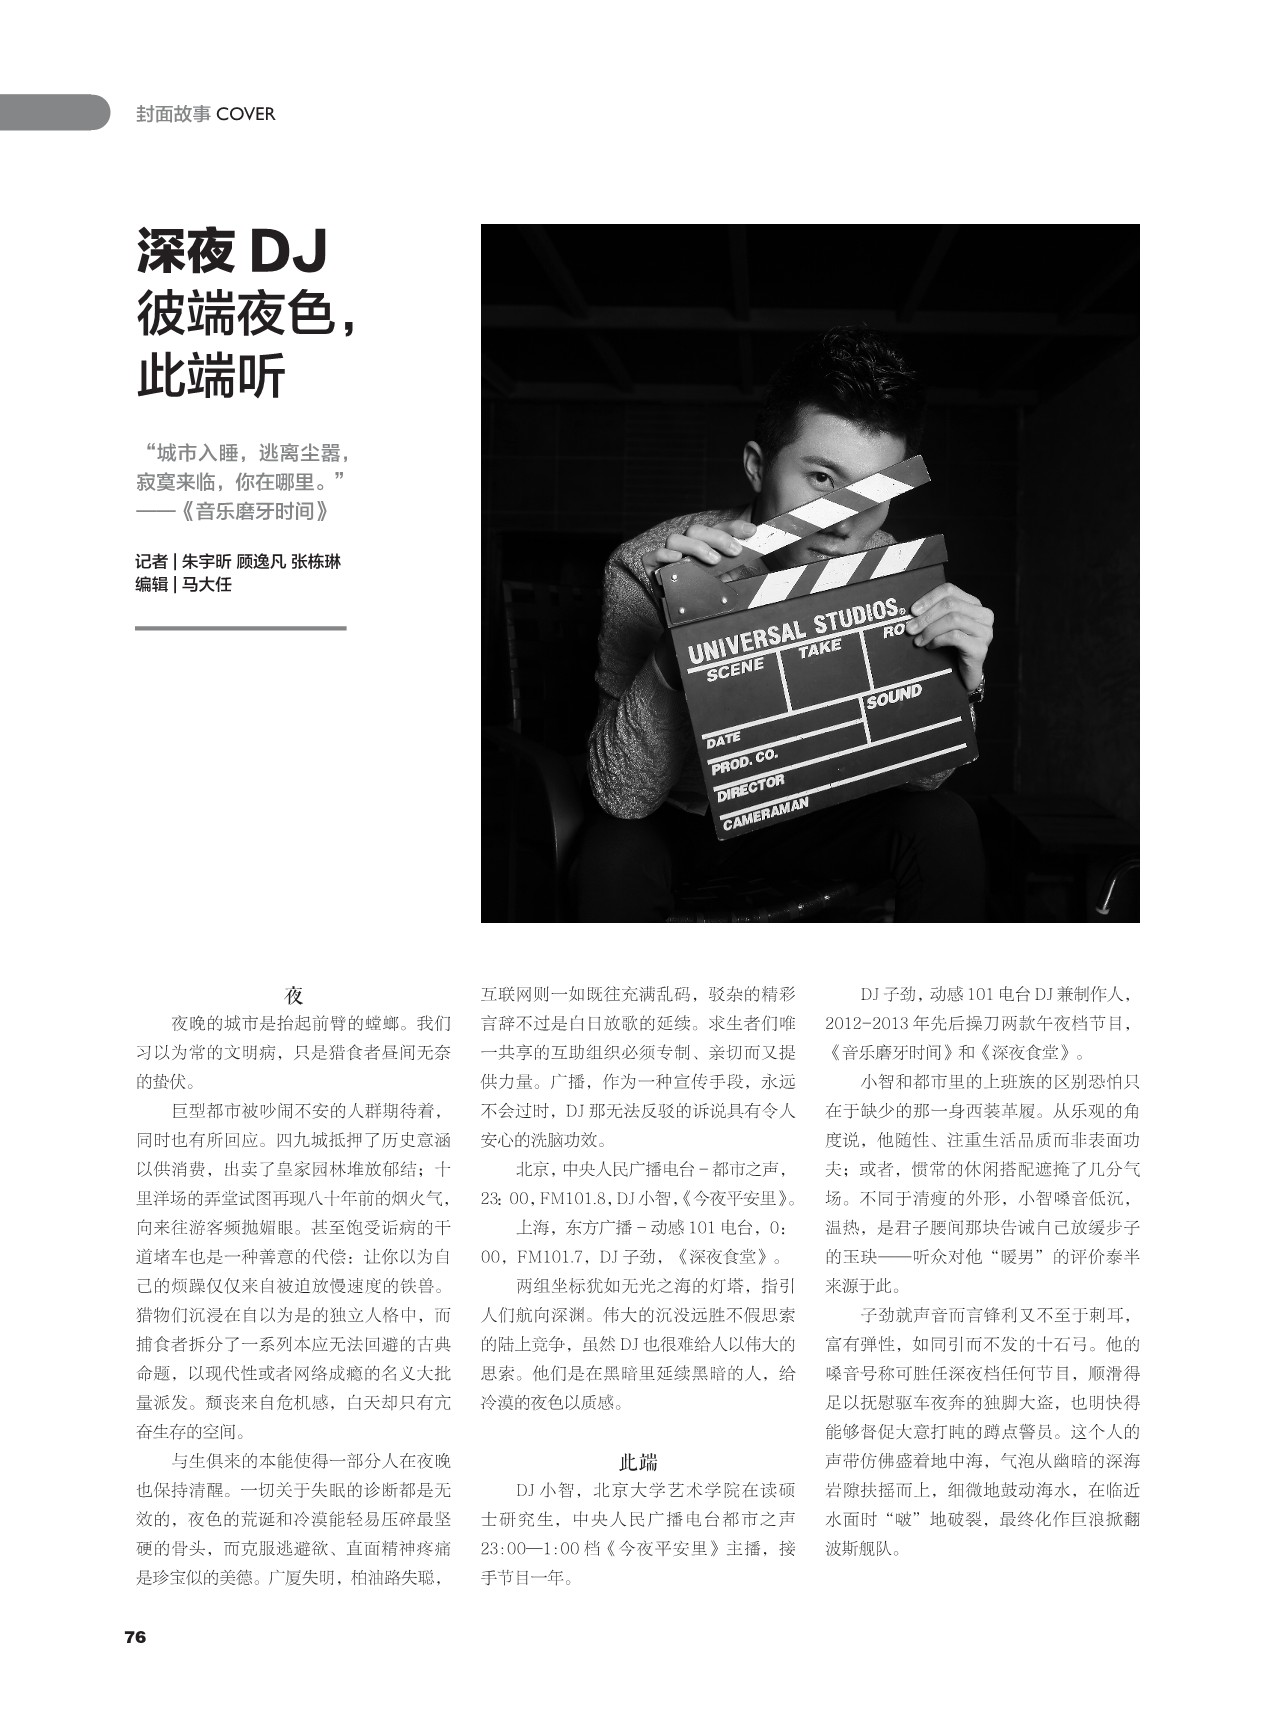 封面故事 COVER
深夜 DJ
彼端夜色，
此端听
“城市入睡，逃离尘嚣，
寂寞来临，你在哪里。”
——《音乐磨牙时间》
记者 | 朱宇昕 顾逸凡 张栋琳
编辑 | 马大任
UNIVERSAL STUDIOS®
SCENE
TAKE
RO
SOUND
DATE
PROD. CO.
DIRECTOR
CAMERAMAN
夜
夜晚的城市是抬起前臂的螳螂。我们
习以为常的文明病，只是猎食者昼间无奈
的蛰伏。
巨型都市被吵闹不安的人群期待着，
同时也有所回应。四九城抵押了历史意涵
以供消费，出卖了皇家园林堆放郁结；十
里洋场的弄堂试图再现八十年前的烟火气，
向来往游客频抛媚眼。甚至饱受诟病的干
道堵车也是一种善意的代偿：让你以为自
己的烦躁仅仅来自被迫放慢速度的铁兽。
猎物们沉浸在自以为是的独立人格中，而
捕食者拆分了一系列本应无法回避的古典
命题，以现代性或者网络成瘾的名义大批
量派发。颓丧来自危机感，白天却只有亢
奋生存的空间。
与生俱来的本能使得一部分人在夜晚
也保持清醒。一切关于失眠的诊断都是无
效的，夜色的荒诞和冷漠能轻易压碎最坚
硬的骨头，而克服逃避欲、直面精神疼痛
是珍宝似的美德。广厦失明，柏油路失聪，
互联网则一如既往充满乱码，驳杂的精彩
言辞不过是白日放歌的延续。求生者们唯
一共享的互助组织必须专制、亲切而又提
供力量。广播，作为一种宣传手段，永远
不会过时，DJ 那无法反驳的诉说具有令人
安心的洗脑功效。
北京，中央人民广播电台－都市之声，
23：00，FM101.8，DJ 小智，《今夜平安里》。
上海，东方广播－动感 101 电台，0：
00，FM101.7，DJ 子劲，《深夜食堂》。
两组坐标犹如无光之海的灯塔，指引
人们航向深渊。伟大的沉没远胜不假思索
的陆上竞争，虽然 DJ 也很难给人以伟大的
思索。他们是在黑暗里延续黑暗的人，给
冷漠的夜色以质感。
此端
DJ 小智，北京大学艺术学院在读硕
士研究生，中央人民广播电台都市之声
23:00—1:00 档《今夜平安里》主播，接
手节目一年。
DJ 子劲，动感 101 电台 DJ 兼制作人，
2012-2013 年先后操刀两款午夜档节目，
《音乐磨牙时间》和《深夜食堂》。
小智和都市里的上班族的区别恐怕只
在于缺少的那一身西装革履。从乐观的角
度说，他随性、注重生活品质而非表面功
夫；或者，惯常的休闲搭配遮掩了几分气
场。不同于清瘦的外形，小智嗓音低沉，
温热，是君子腰间那块告诫自己放缓步子
的玉玦——听众对他“暖男”的评价泰半
来源于此。
子劲就声音而言锋利又不至于刺耳，
富有弹性，如同引而不发的十石弓。他的
嗓音号称可胜任深夜档任何节目，顺滑得
足以抚慰驱车夜奔的独脚大盗，也明快得
能够督促大意打盹的蹲点警员。这个人的
声带仿佛盛着地中海，气泡从幽暗的深海
岩隙扶摇而上，细微地鼓动海水，在临近
水面时“啵”地破裂，最终化作巨浪掀翻
波斯舰队。
76